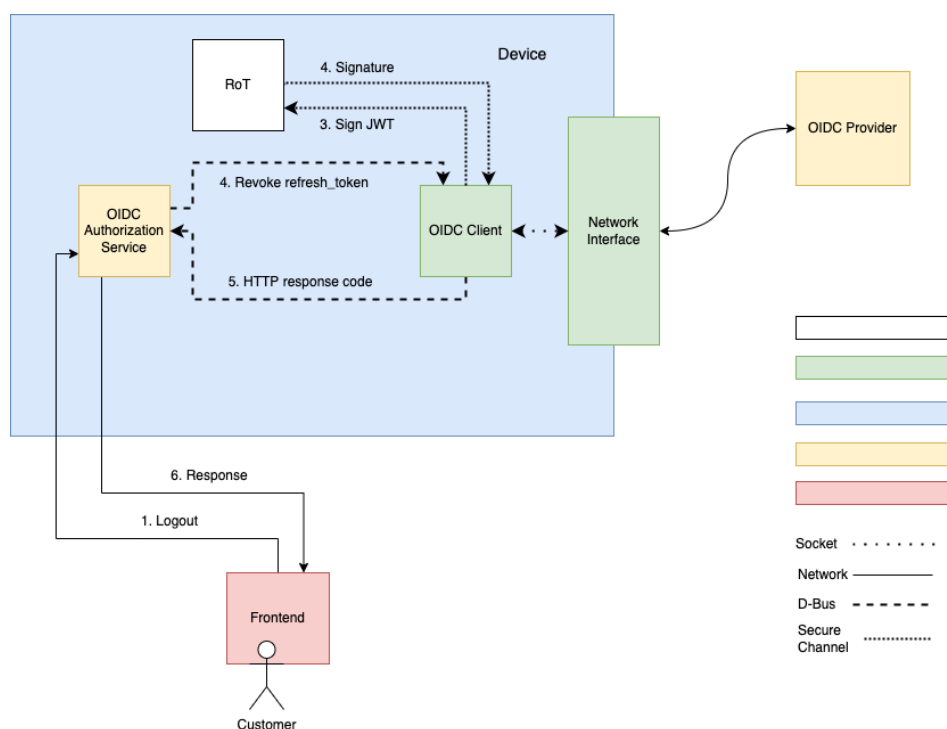 Device
RoT
4. Signature
3. Sign JWT
OIDC Provider
4. Revoke refresh_token
OIDC
Authorization
Service
OIDC Client
Network
Interface
5. HTTP response code
6. Response
1. Logout
Frontend
Customer
Socket
Network
D-Bus
Secure
Channel